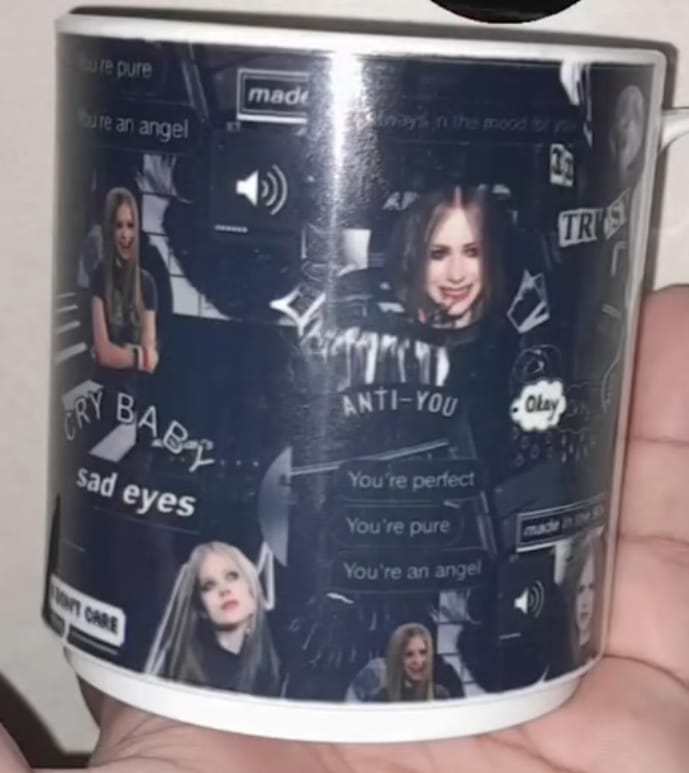 You're pure
made
You're an angel
always in the mood for you
CRY BABY
sad eyes
ANTI-YOU
Okay
You're perfect
You're pure
made in the
You're an angel
DON'T CARE